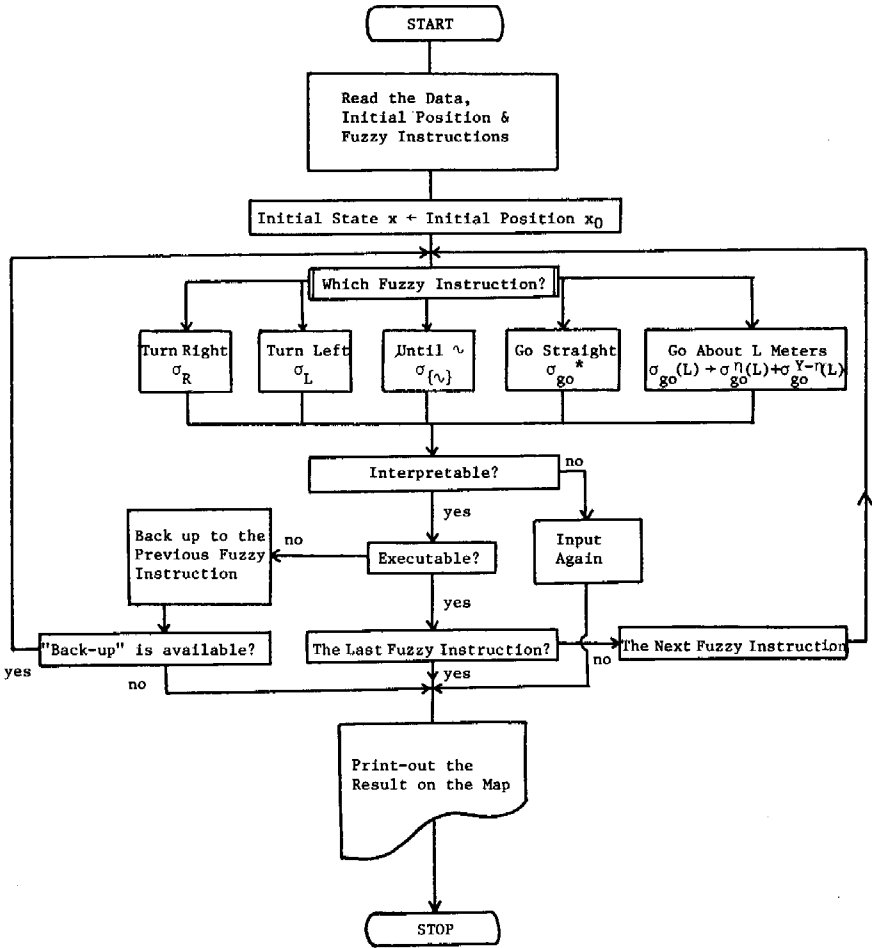 START
Read the Data,
Initial Position &
Fuzzy Instructions
Initial State x ← Initial Position x0
Which Fuzzy Instruction?
Turn Right
σR
Turn Left
σL
Until ∿
σ{∿}
Go Straight
σgo*
Go About L Meters
σgo(L) → σgo^η(L)+σgo^γ-η(L)
Interpretable?
no
yes
Input
Again
Back up to the
Previous Fuzzy
Instruction
no
Executable?
yes
"Back-up" is available?
The Last Fuzzy Instruction?
no
The Next Fuzzy Instruction
yes
no
yes
Print-out the
Result on the Map
STOP